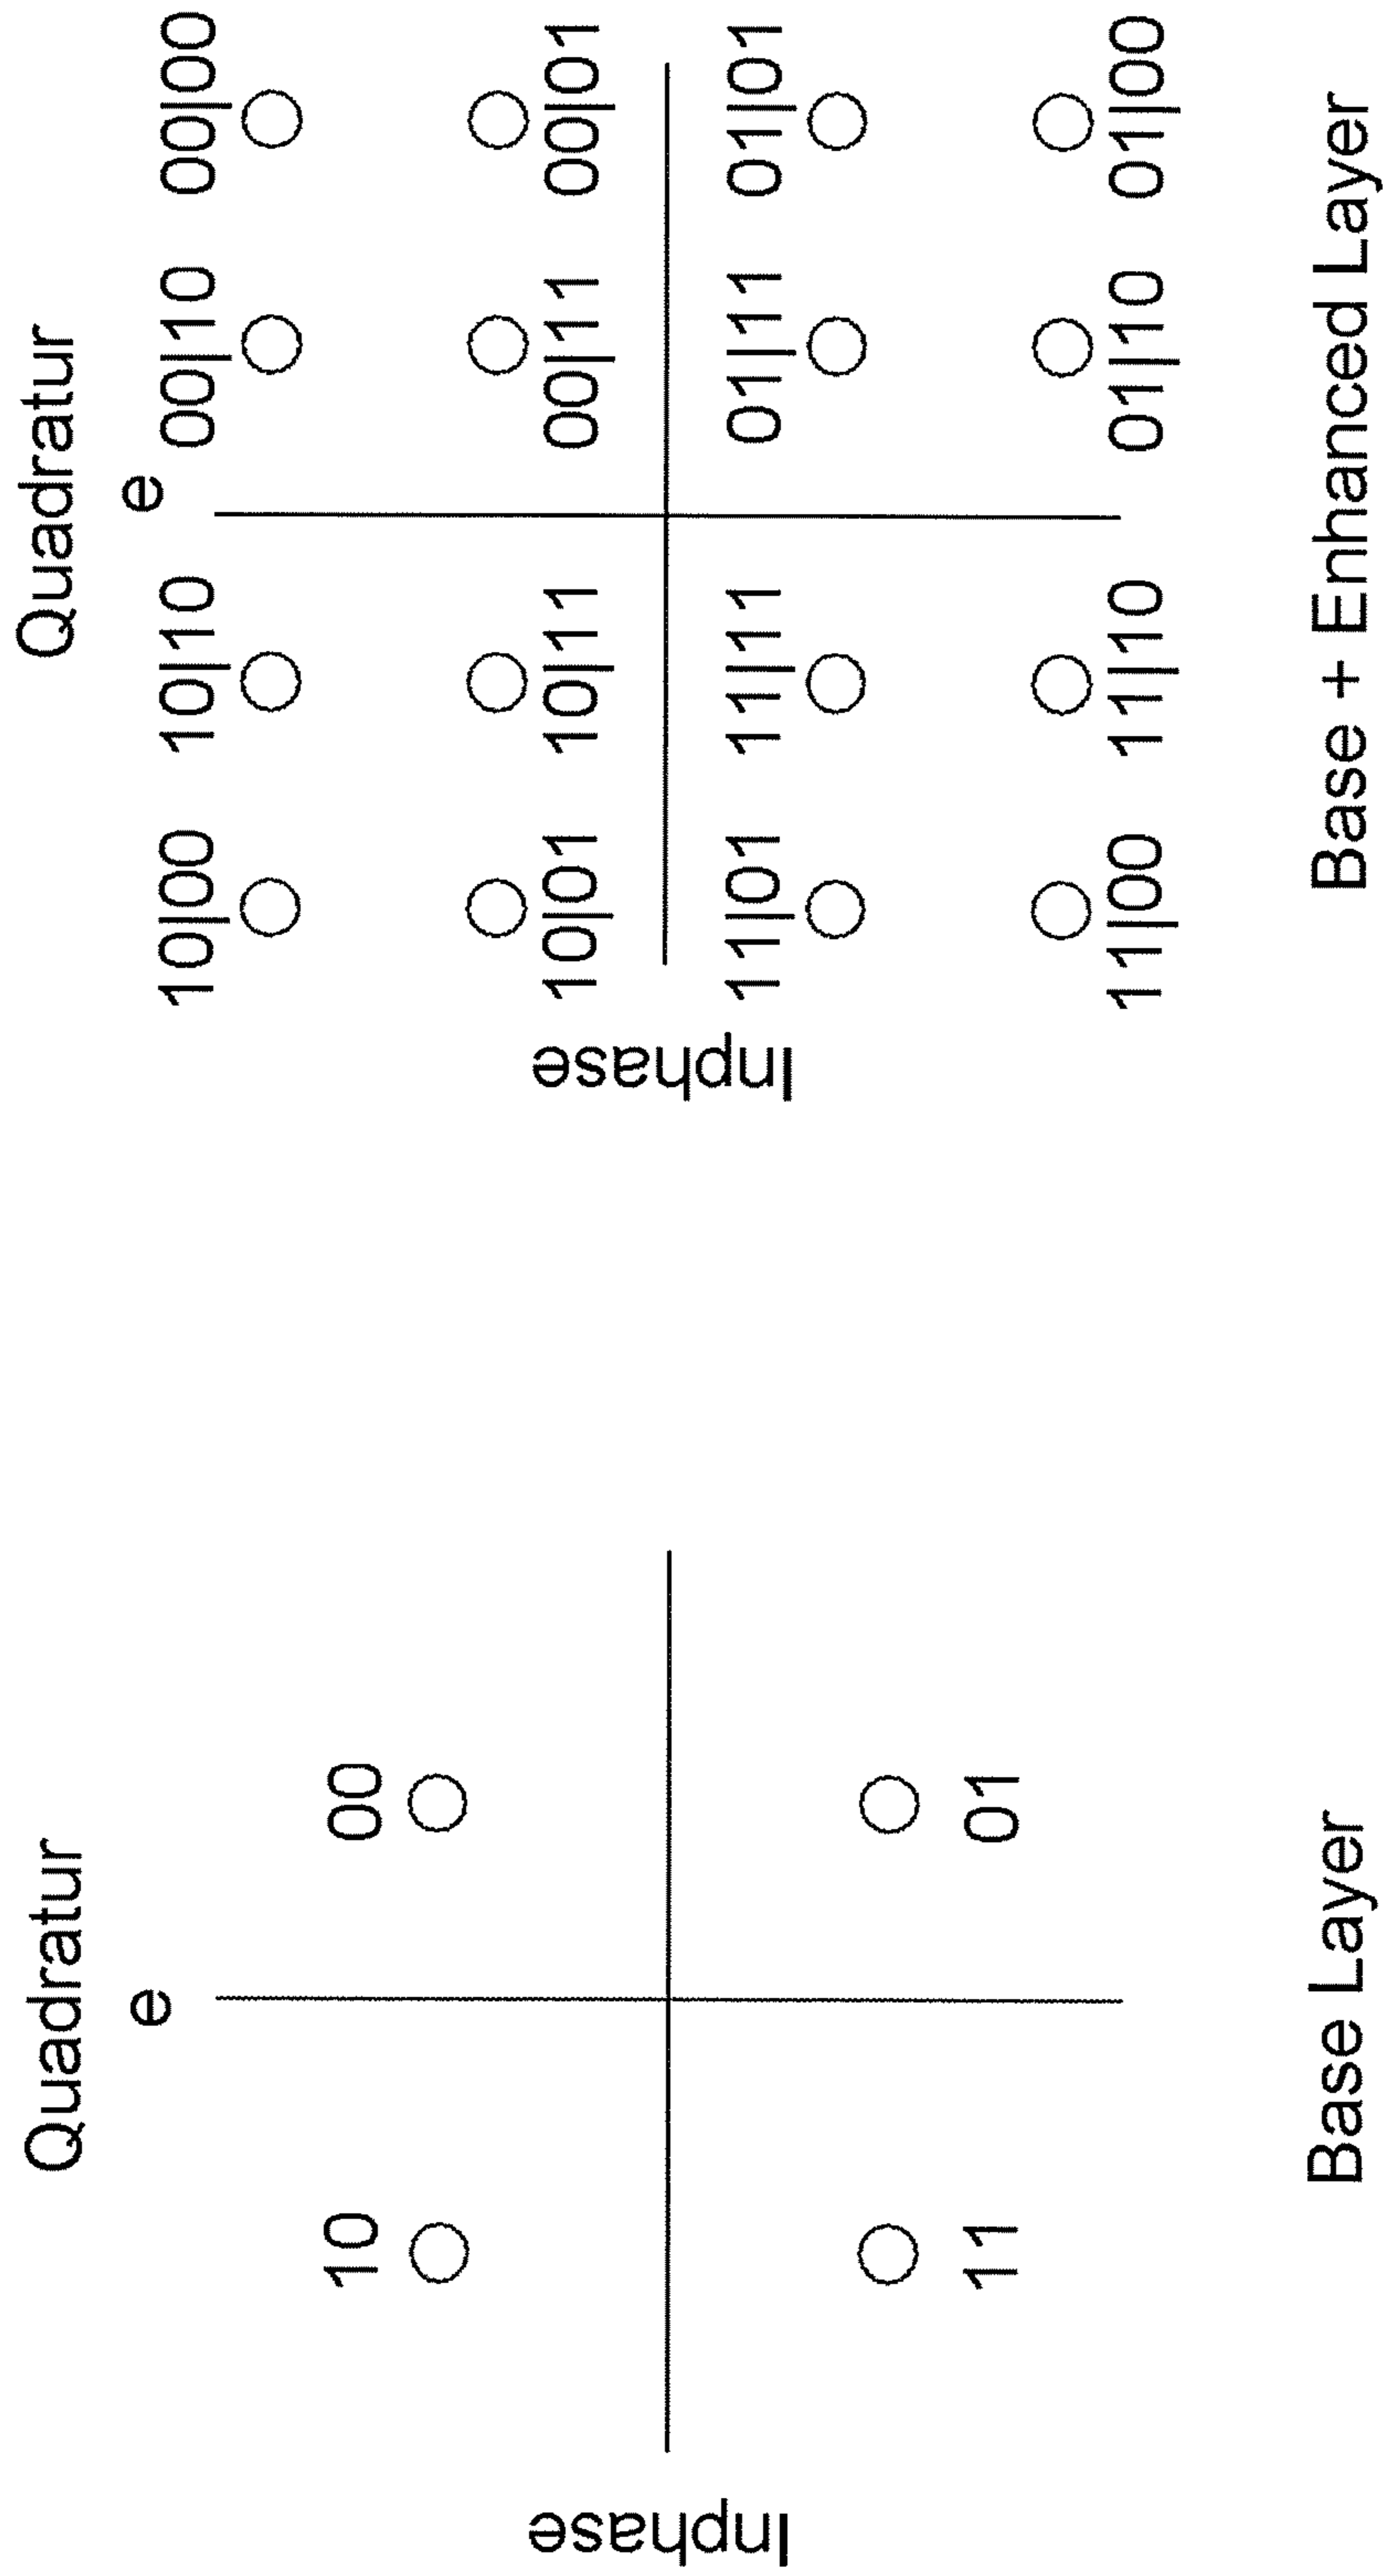 Quadratur
e
10 00
Inphase
11 01
Base Layer
Quadratur
e
10|00 10|10 00|10 00|00
10|01 10|11 00|11 00|01
Inphase
11|01 11|11 01|11 01|01
11|00 11|10 01|10 01|00
Base + Enhanced Layer